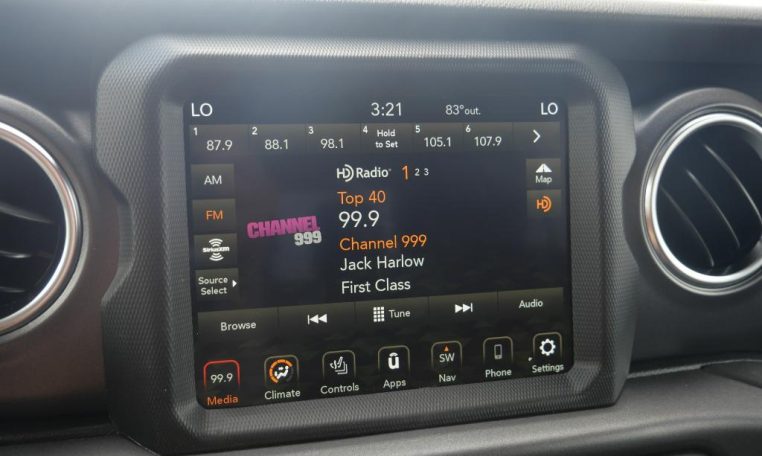 LO 3:21 83°out. LO
1 87.9 2 88.1 3 98.1 4 Hold to Set 5 105.1 6 107.9
AM
HD Radio 1 2 3
Map
Top 40
FM
99.9
HD
CHANNEL 999
Channel 999
SiriusXM
Jack Harlow
Source Select
First Class
Browse Tune Audio
99.9 û SW
Media Climate Controls Apps Nav Phone Settings